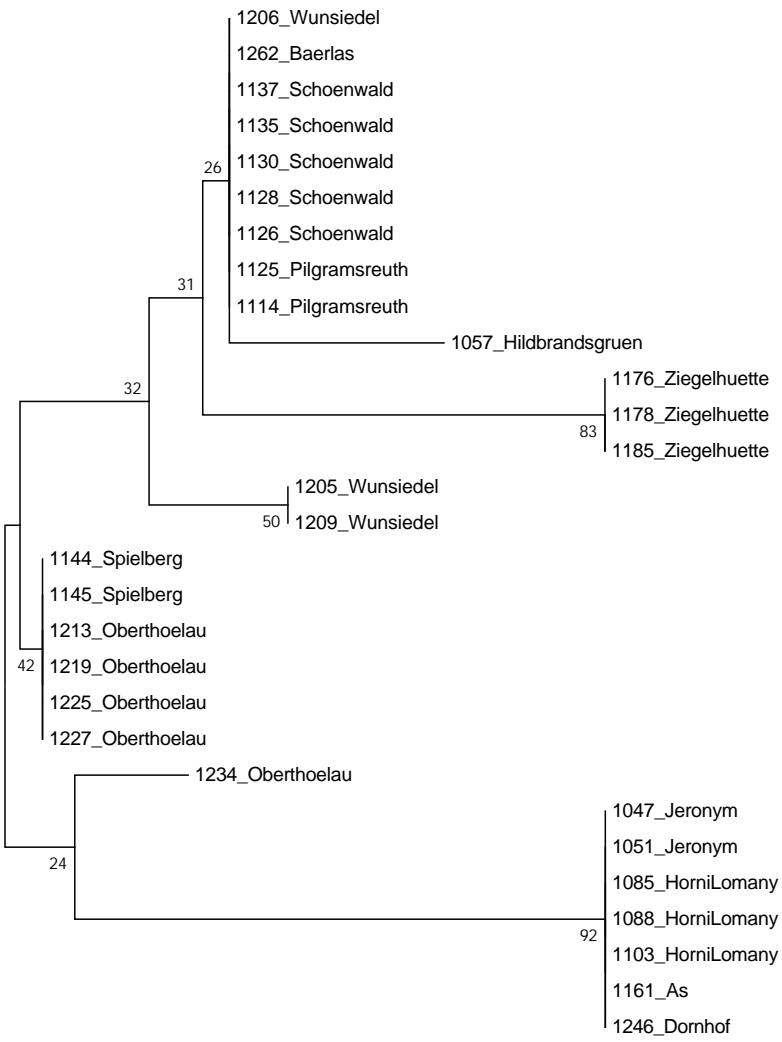 1206_Wunsiedel
1262_Baerlas
1137_Schoenwald
1135_Schoenwald
1130_Schoenwald
26
1128_Schoenwald
1126_Schoenwald
1125_Pilgramsreuth
31
1114_Pilgramsreuth
1057_Hildbrandsgruen
1176_Ziegelhuette
32
1178_Ziegelhuette
83
1185_Ziegelhuette
1205_Wunsiedel
50
1209_Wunsiedel
1144_Spielberg
1145_Spielberg
1213_Oberthoelau
42
1219_Oberthoelau
1225_Oberthoelau
1227_Oberthoelau
1234_Oberthoelau
1047_Jeronym
1051_Jeronym
24
1085_HorniLomany
1088_HorniLomany
92
1103_HorniLomany
1161_As
1246_Dornhof